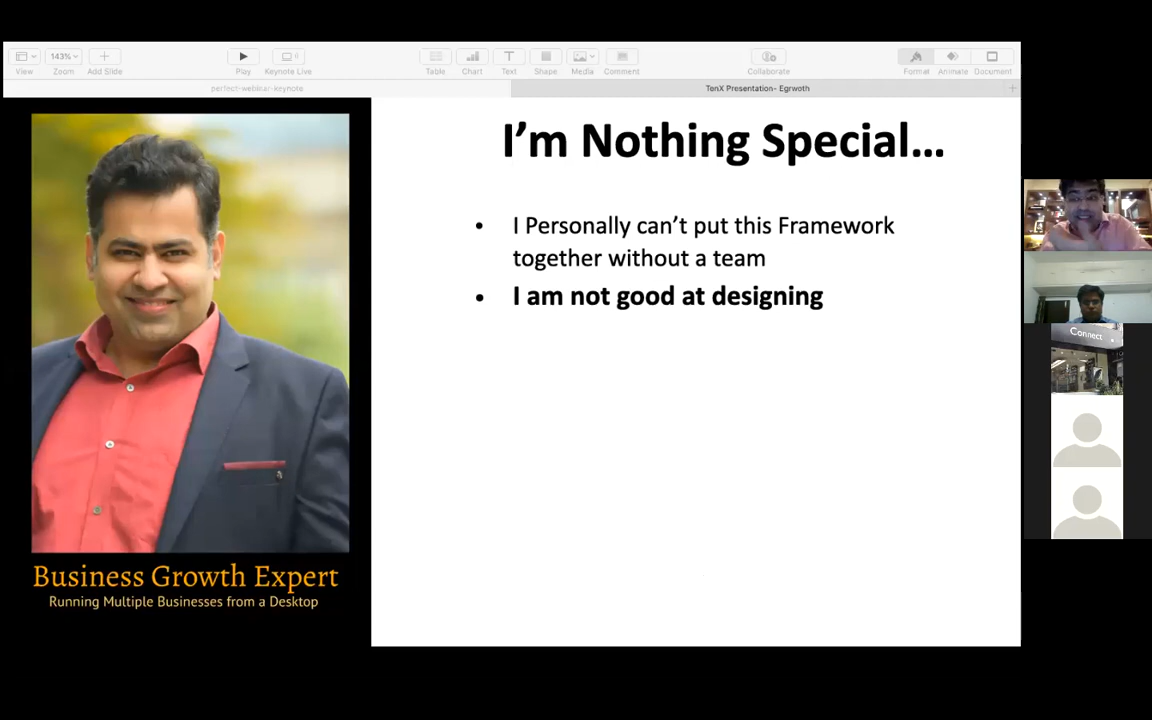 143%
View
Zoom
Add Slide
Play
Keynote Live
Table
Chart
Text
Shape
Media
Comment
Collaborate
Format
Animate
Document
perfect-webinar-keynote
TenX Presentation- Egrwoth
I'm Nothing Special...
• I Personally can't put this Framework
together without a team
• I am not good at designing
Business Growth Expert
Running Multiple Businesses from a Desktop
Connect